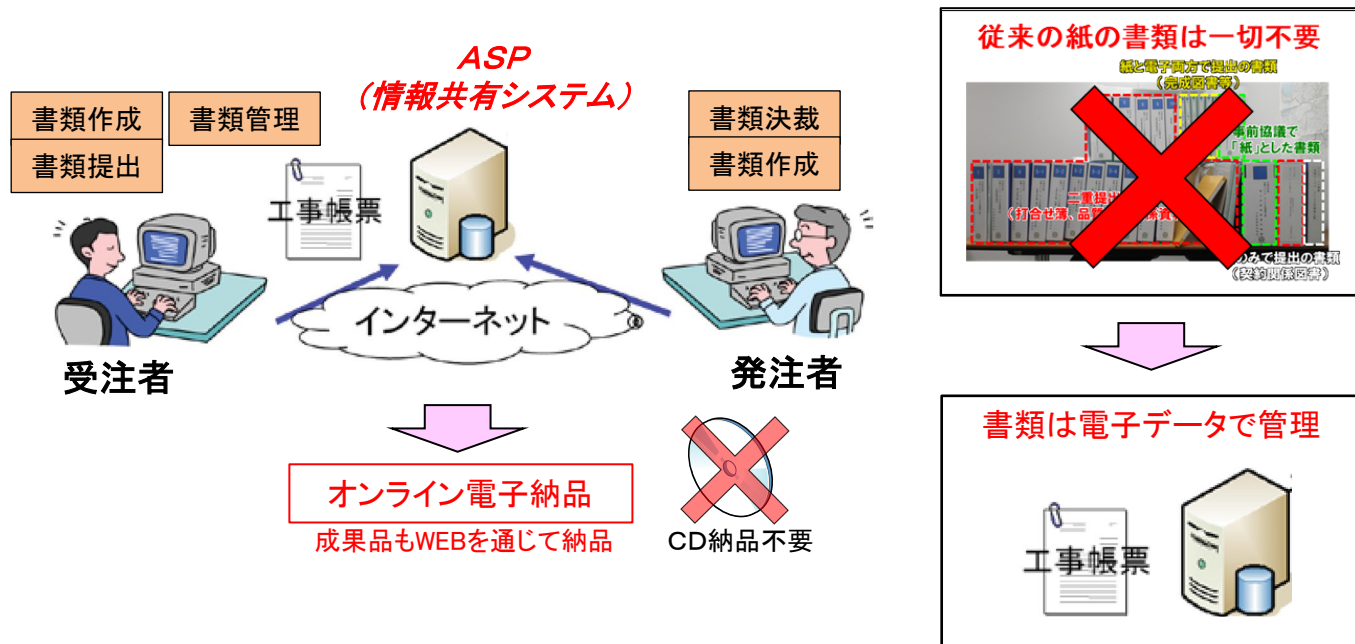 ASP
(情報共有システム)
書類作成
書類管理
書類提出
書類決裁
書類作成
工事帳票
インターネット
受注者
発注者
オンライン電子納品
成果品もWEBを通じて納品
CD納品不要
従来の紙の書類は一切不要
紙と電子両方で提出の書類
(完成図書等)
事前協議で
「紙」とした書類
二重提出
(打合せ簿、品質
のみで提出の書類
(契約関係図書)
書類は電子データで管理
工事帳票